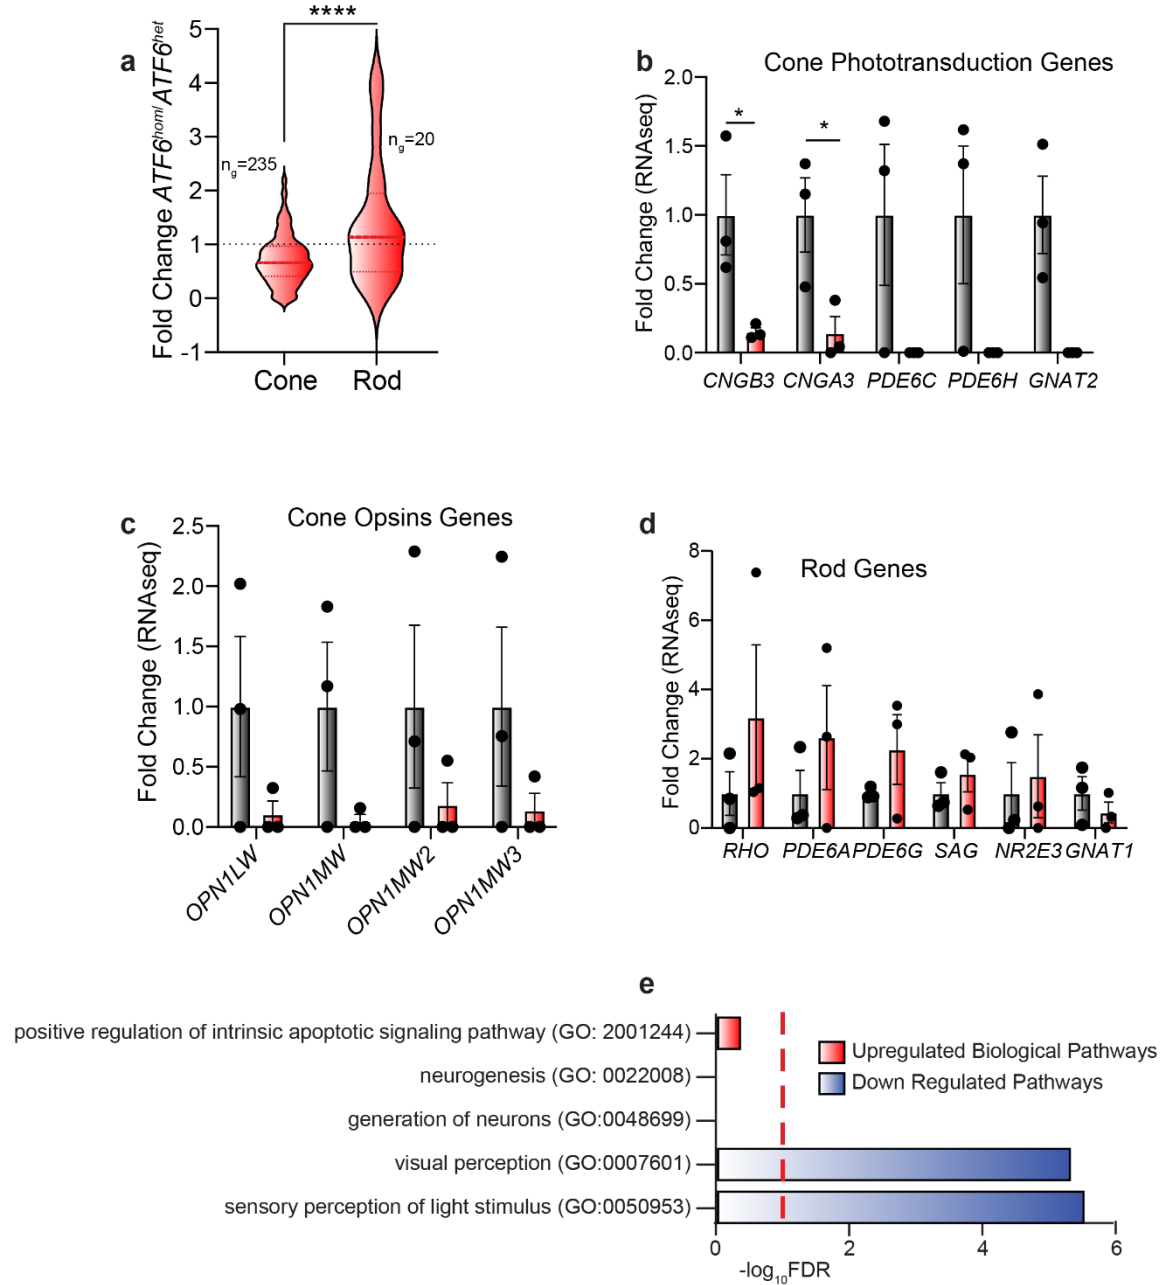 a
Fold Change ATF6hom/ATF6het
5
4
3
2
1
0
-1
****
ng=235
ng=20
Cone
Rod
b
Cone Phototransduction Genes
Fold Change (RNAseq)
2.0
1.5
1.0
0.5
0.0
*
*
CNGB3
CNGA3
PDE6C
PDE6H
GNAT2
c
Cone Opsins Genes
Fold Change (RNAseq)
2.5
2.0
1.5
1.0
0.5
0.0
OPN1LW
OPN1MW
OPN1MW2
OPN1MW3
d
Rod Genes
Fold Change (RNAseq)
8
6
4
2
0
RHO
PDE6A
PDE6G
SAG
NR2E3
GNAT1
e
positive regulation of intrinsic apoptotic signaling pathway (GO: 2001244)
neurogenesis (GO: 0022008)
generation of neurons (GO:0048699)
visual perception (GO:0007601)
sensory perception of light stimulus (GO:0050953)
Upregulated Biological Pathways
Down Regulated Pathways
0
2
4
6
-log10FDR